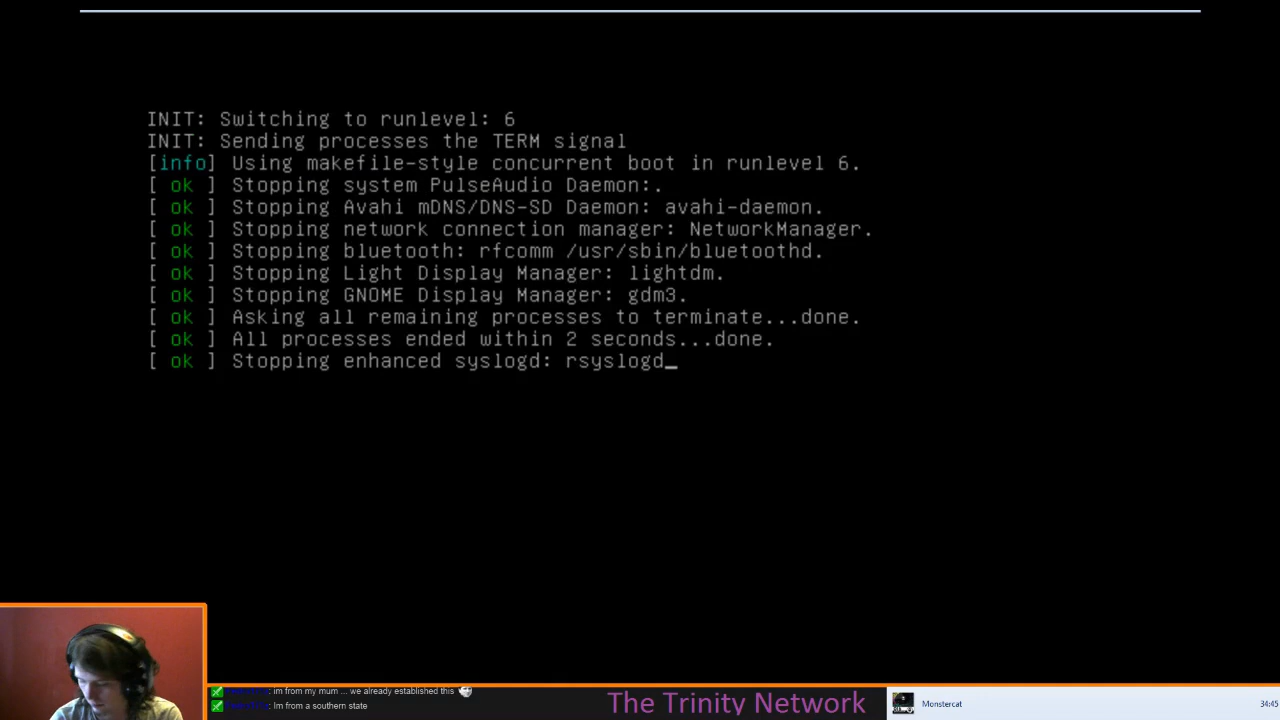 INIT: Switching to runlevel: 6
INIT: Sending processes the TERM signal
[info] Using makefile-style concurrent boot in runlevel 6.
[ ok ] Stopping system PulseAudio Daemon:.
[ ok ] Stopping Avahi mDNS/DNS-SD Daemon: avahi-daemon.
[ ok ] Stopping network connection manager: NetworkManager.
[ ok ] Stopping bluetooth: rfcomm /usr/sbin/bluetoothd.
[ ok ] Stopping Light Display Manager: lightdm.
[ ok ] Stopping GNOME Display Manager: gdm3.
[ ok ] Asking all remaining processes to terminate...done.
[ ok ] All processes ended within 2 seconds...done.
[ ok ] Stopping enhanced syslogd: rsyslogd_
: im from my mum ... we already established this
: Im from a southern state
The Trinity Network
Monstercat
34:45